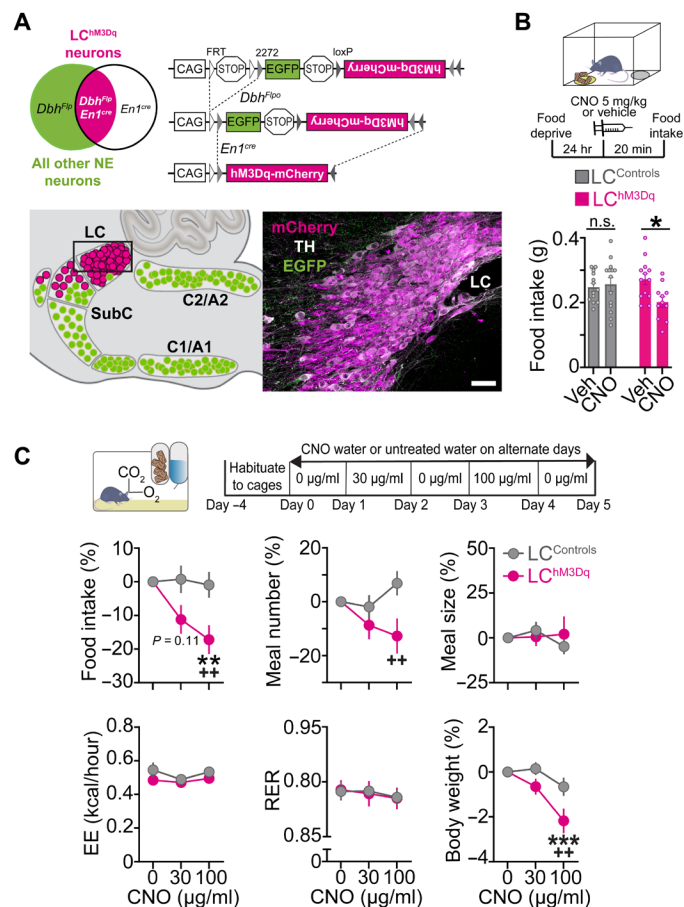 A
LC^hM3Dq
neurons
Dbh^Flp
Dbh^Flp
En1^cre
En1^cre
All other NE
neurons
FRT
2272
loxP
CAG
STOP
EGFP
STOP
hM3Dq-mCherry
Dbh^Flpo
CAG
EGFP
STOP
hM3Dq-mCherry
En1^cre
CAG
hM3Dq-mCherry
LC
SubC
C2/A2
C1/A1
mCherry
TH
EGFP
LC
B
CNO 5 mg/kg
or vehicle
Food
deprive
Food
intake
24 hr
20 min
LC^Controls
LC^hM3Dq
n.s.
*
Food intake (g)
0.4
0.2
0
Veh
CNO
Veh
CNO
C
CO2
O2
CNO water or untreated water on alternate days
Habituate
to cages
0 µg/ml
30 µg/ml
0 µg/ml
100 µg/ml
0 µg/ml
Day −4
Day 0
Day 1
Day 2
Day 3
Day 4
Day 5
Food intake (%)
10
0
−10
−20
−30
P = 0.11
**
++
Meal number (%)
20
0
−20
++
Meal size (%)
50
25
0
−25
LC^Controls
LC^hM3Dq
EE (kcal/hour)
0.8
0.6
0.4
0.2
0
0
30
100
CNO (µg/ml)
RER
0.95
0.80
0.85
0
0
30
100
CNO (µg/ml)
Body weight (%)
2
0
−2
−4
***
++
0
30
100
CNO (µg/ml)